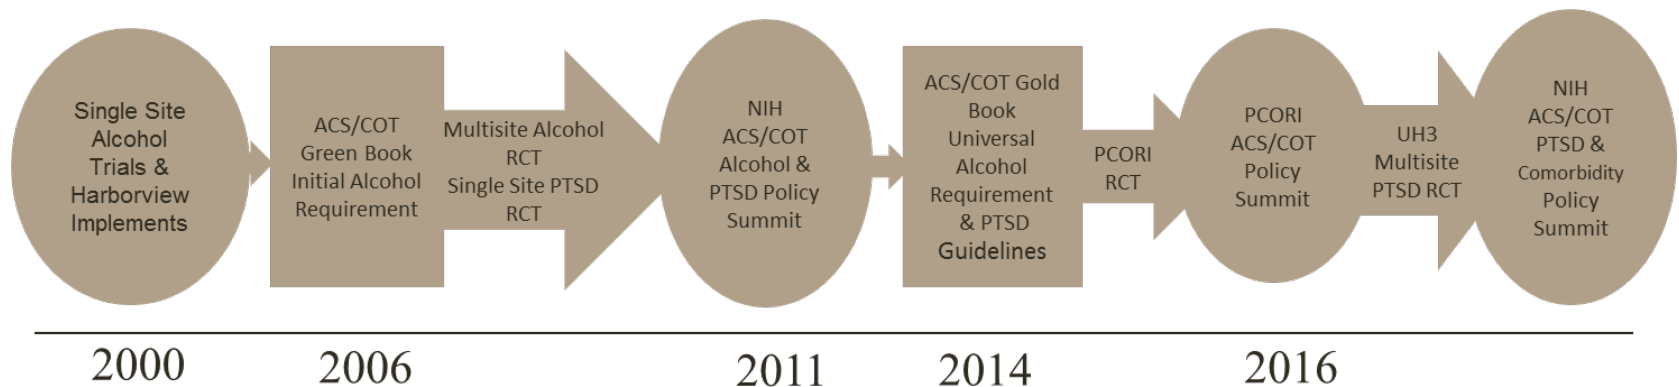 Single Site
Alcohol
Trials &
Harborview
Implements
ACS/COT
Green Book
Initial Alcohol
Requirement
Multisite Alcohol
RCT
Single Site PTSD
RCT
NIH
ACS/COT
Alcohol &
PTSD Policy
Summit
ACS/COT Gold
Book
Universal
Alcohol
Requirement
& PTSD
Guidelines
PCORI
RCT
PCORI
ACS/COT
Policy
Summit
UH3
Multisite
PTSD RCT
NIH
ACS/COT
PTSD &
Comorbidity
Policy
Summit
2000
2006
2011
2014
2016